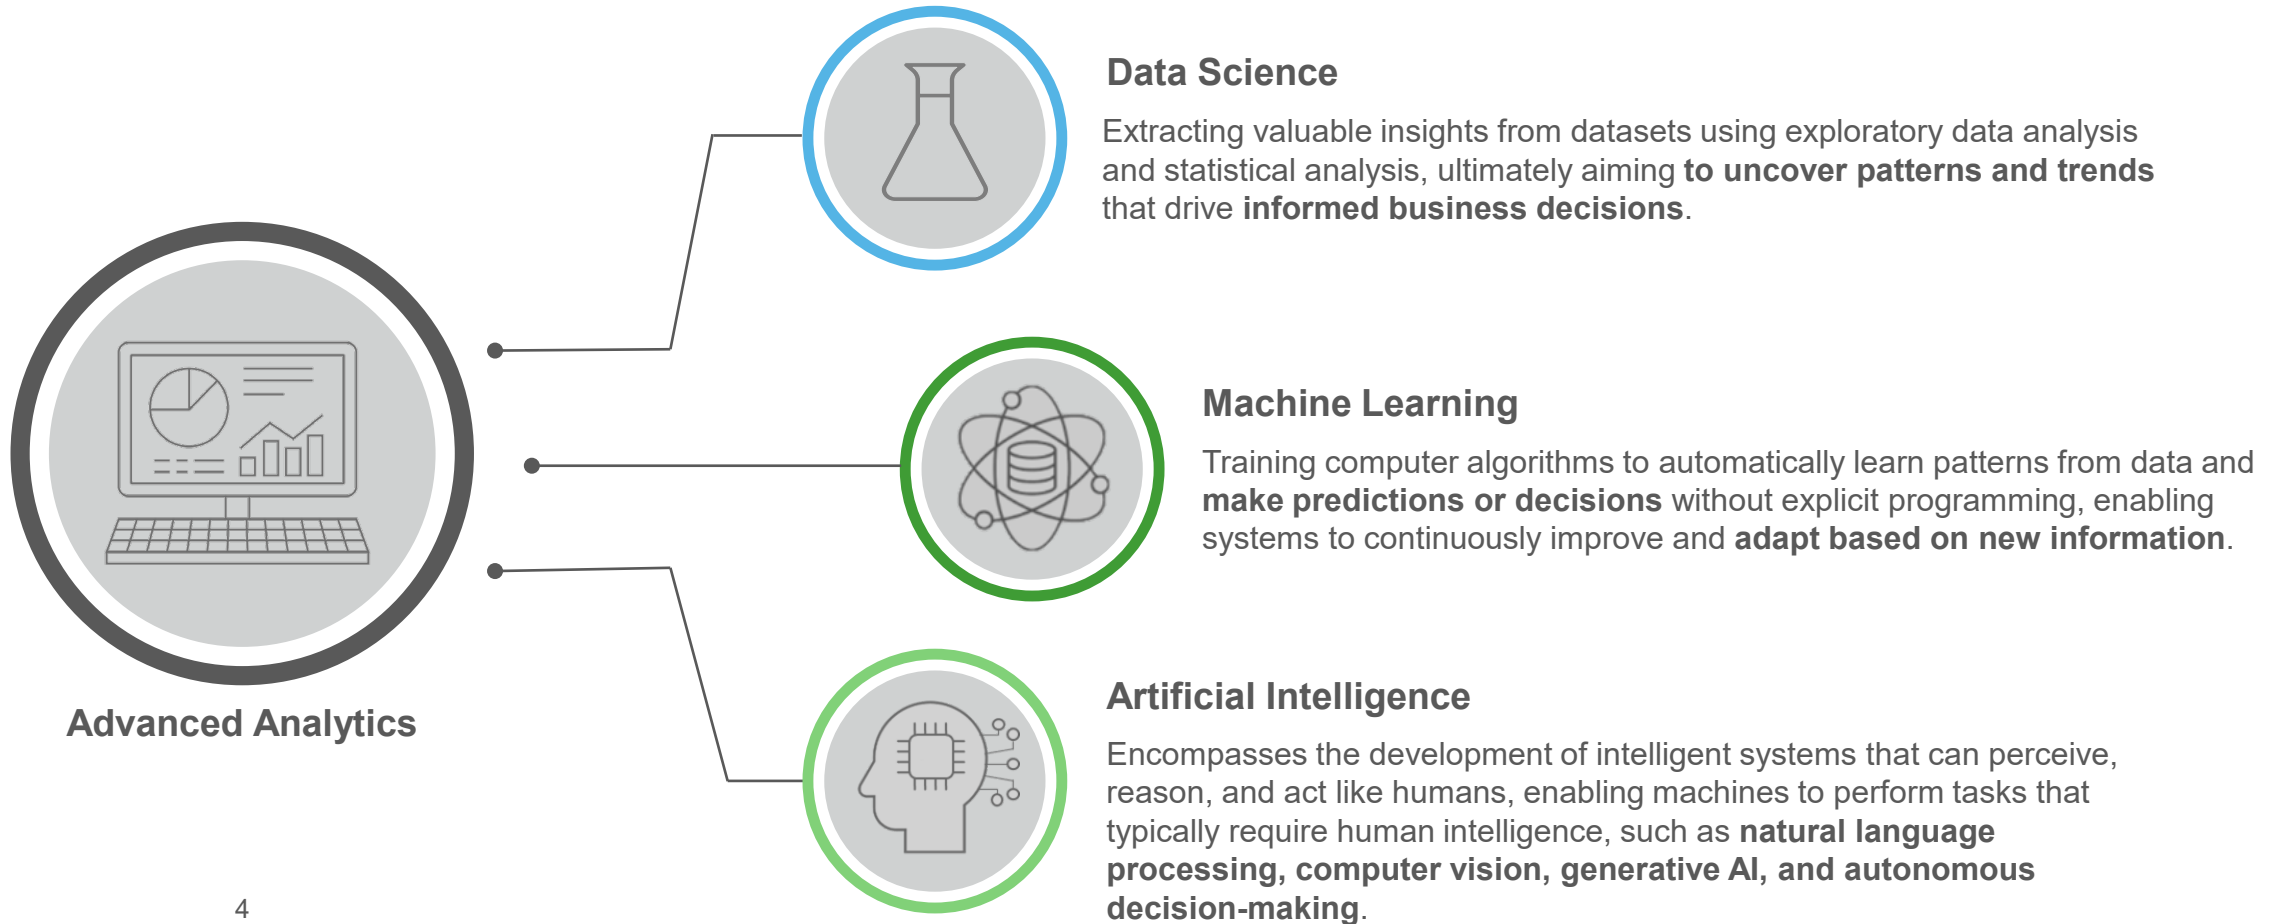 Data Science
Extracting valuable insights from datasets using exploratory data analysis
and statistical analysis, ultimately aiming to uncover patterns and trends
that drive informed business decisions.
Machine Learning
Training computer algorithms to automatically learn patterns from data and
make predictions or decisions without explicit programming, enabling
systems to continuously improve and adapt based on new information.
Advanced Analytics
Artificial Intelligence
Encompasses the development of intelligent systems that can perceive,
reason, and act like humans, enabling machines to perform tasks that
typically require human intelligence, such as natural language
processing, computer vision, generative AI, and autonomous
decision-making.
4